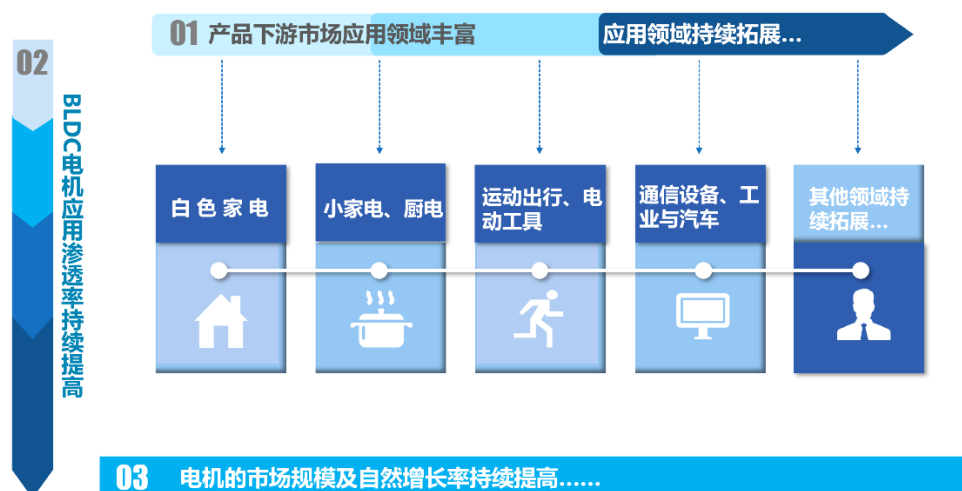 01 产品下游市场应用领域丰富
应用领域持续拓展...
02
BLDC电机应用渗透率持续提高
白色家电
小家电、厨电
运动出行、电
动工具
通信设备、工
业与汽车
其他领域持
续拓展...
03 电机的市场规模及自然增长率持续提高......